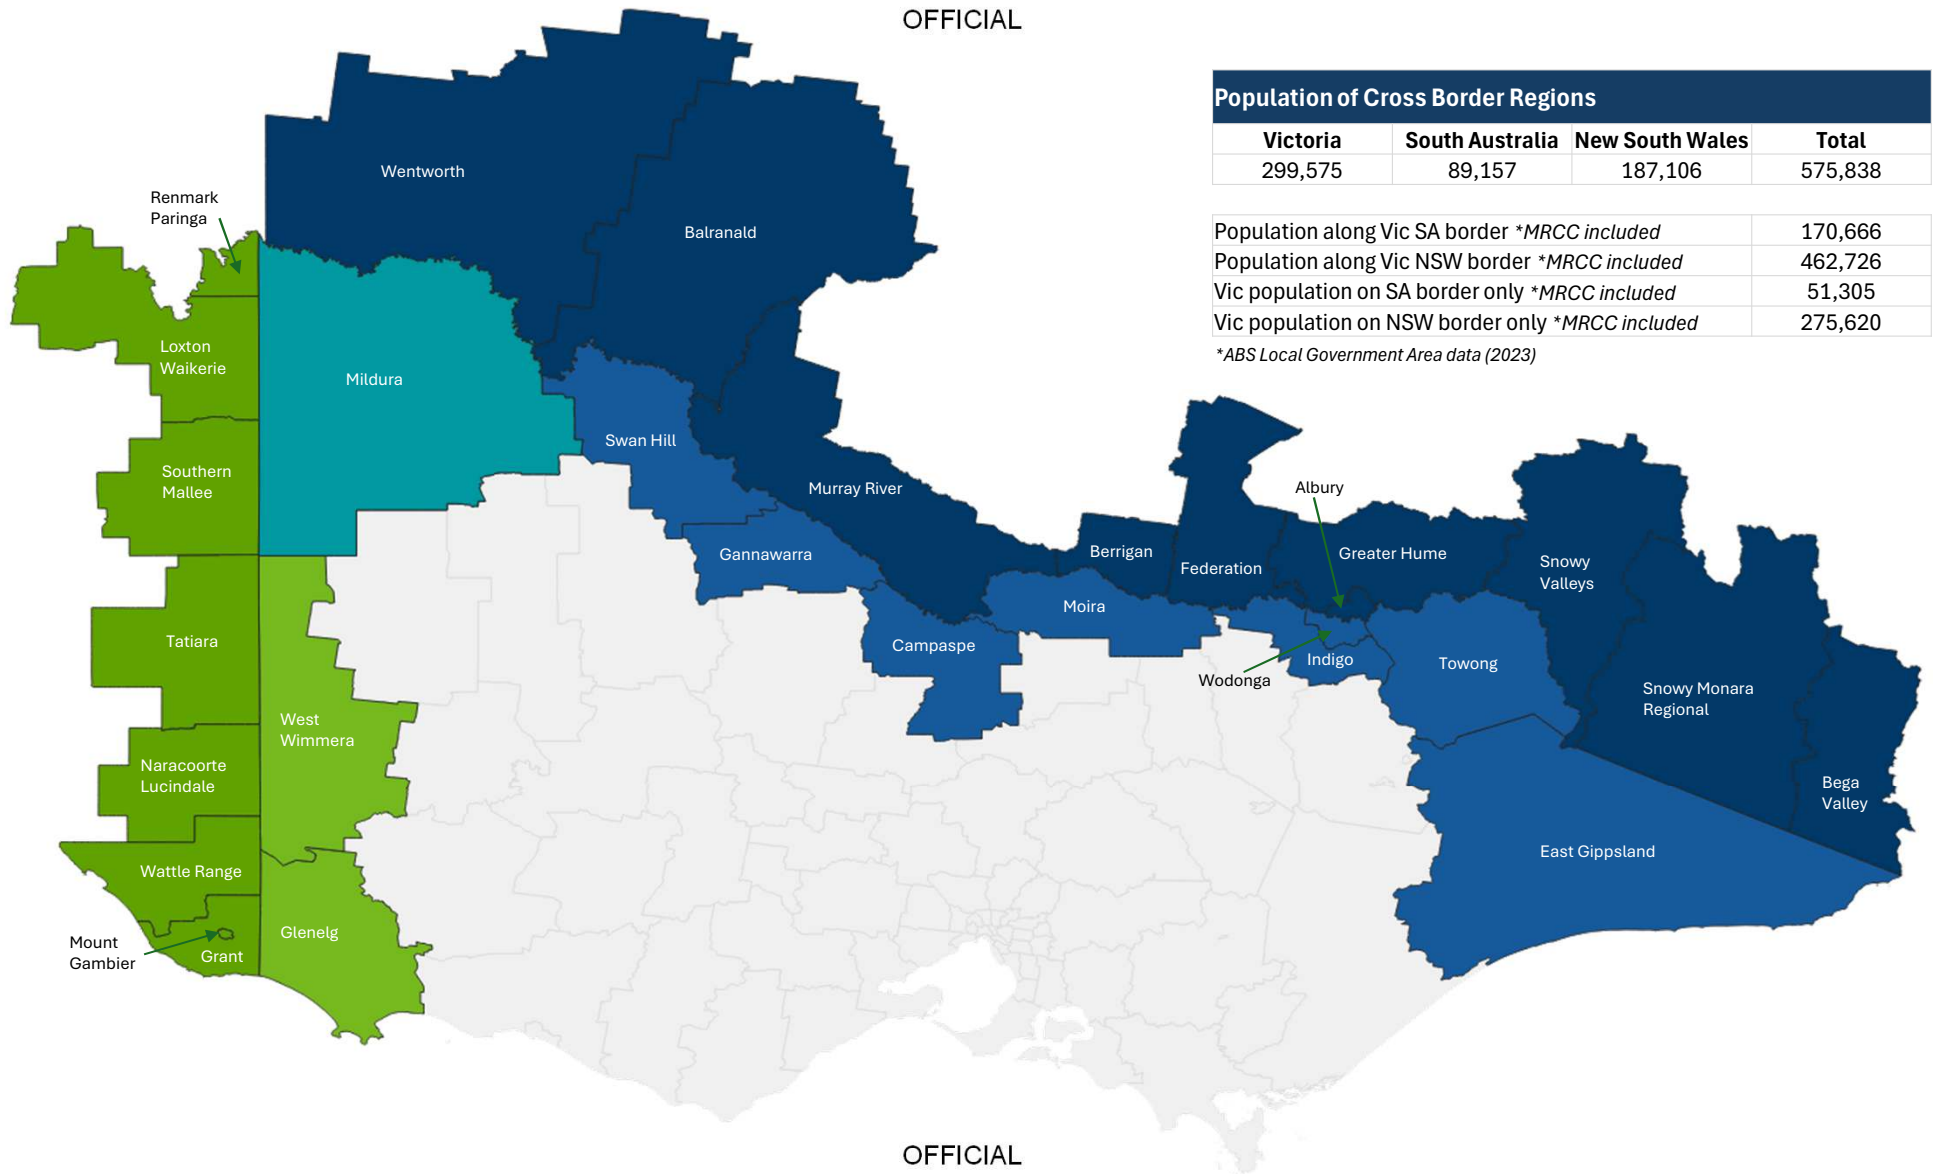 OFFICIAL
Population of Cross Border Regions
Victoria South Australia New South Wales Total
299,575 89,157 187,106 575,838
Population along Vic SA border *MRCC included 170,666
Population along Vic NSW border *MRCC included 462,726
Vic population on SA border only *MRCC included 51,305
Vic population on NSW border only *MRCC included 275,620
*ABS Local Government Area data (2023)
Wentworth
Renmark
Paringa
Balranald
Loxton
Waikerie
Mildura
Swan Hill
Southern
Mallee
Murray River
Albury
Gannawarra
Berrigan
Federation
Greater Hume
Snowy
Valleys
Moira
Tatiara
Campaspe
Indigo
Towong
Wodonga
Snowy Monara
Regional
West
Wimmera
Naracoorte
Lucindale
Bega
Valley
East Gippsland
Wattle Range
Glenelg
Mount
Gambier
Grant
OFFICIAL